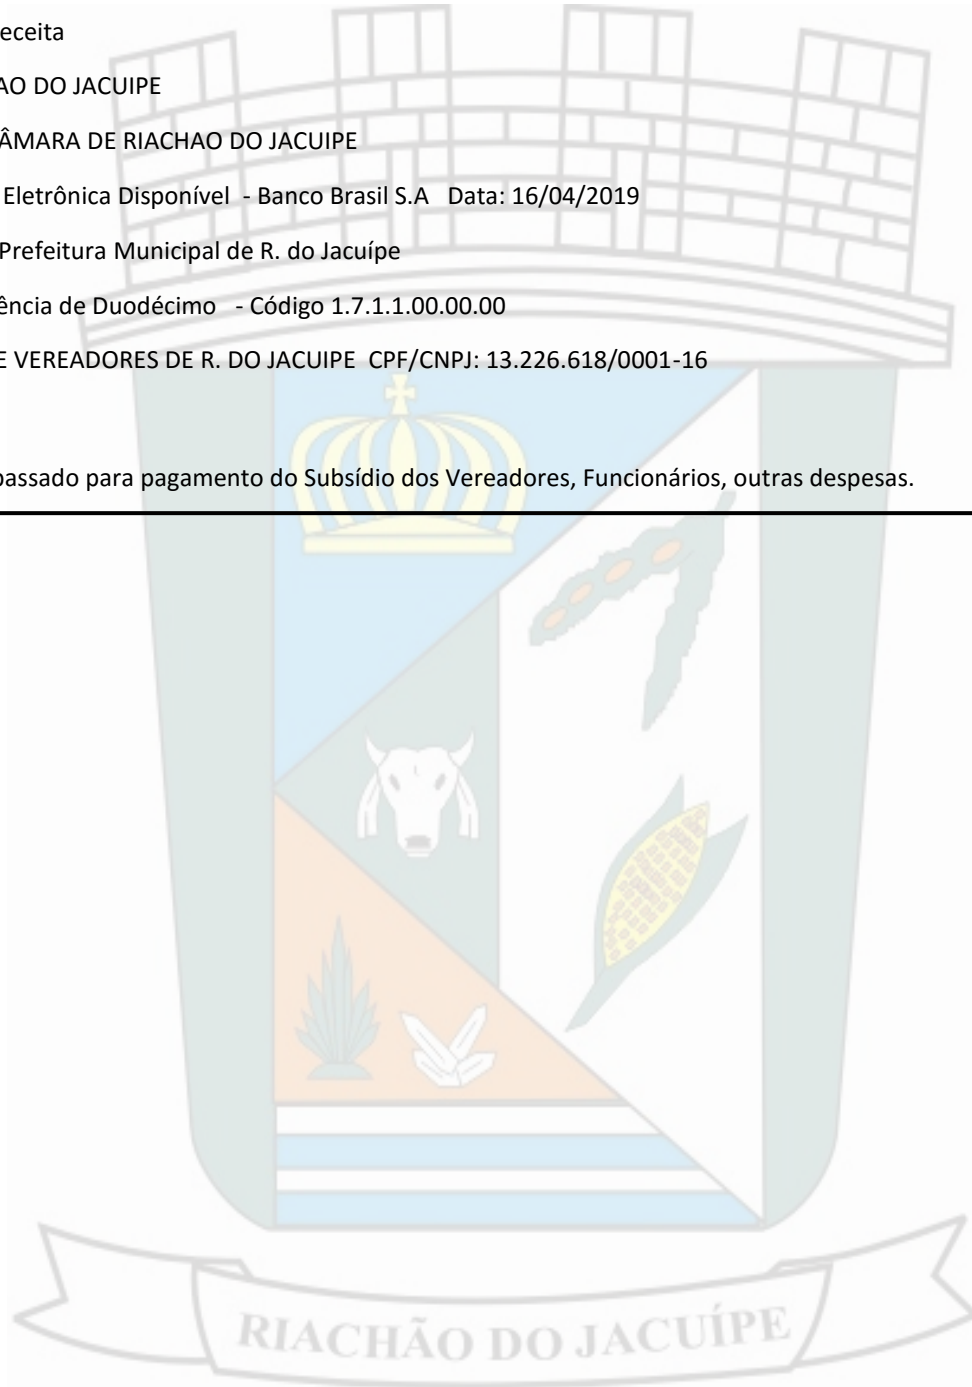 eceita
AO DO JACUIPE
ÂMARA DE RIACHAO DO JACUIPE
Eletrônica Disponível - Banco Brasil S.A Data: 16/04/2019
Prefeitura Municipal de R. do Jacuípe
ência de Duodécimo - Código 1.7.1.1.00.00.00
E VEREADORES DE R. DO JACUIPE CPF/CNPJ: 13.226.618/0001-16
passado para pagamento do Subsídio dos Vereadores, Funcionários, outras despesas.
RIACHÃO DO JACUÍPE